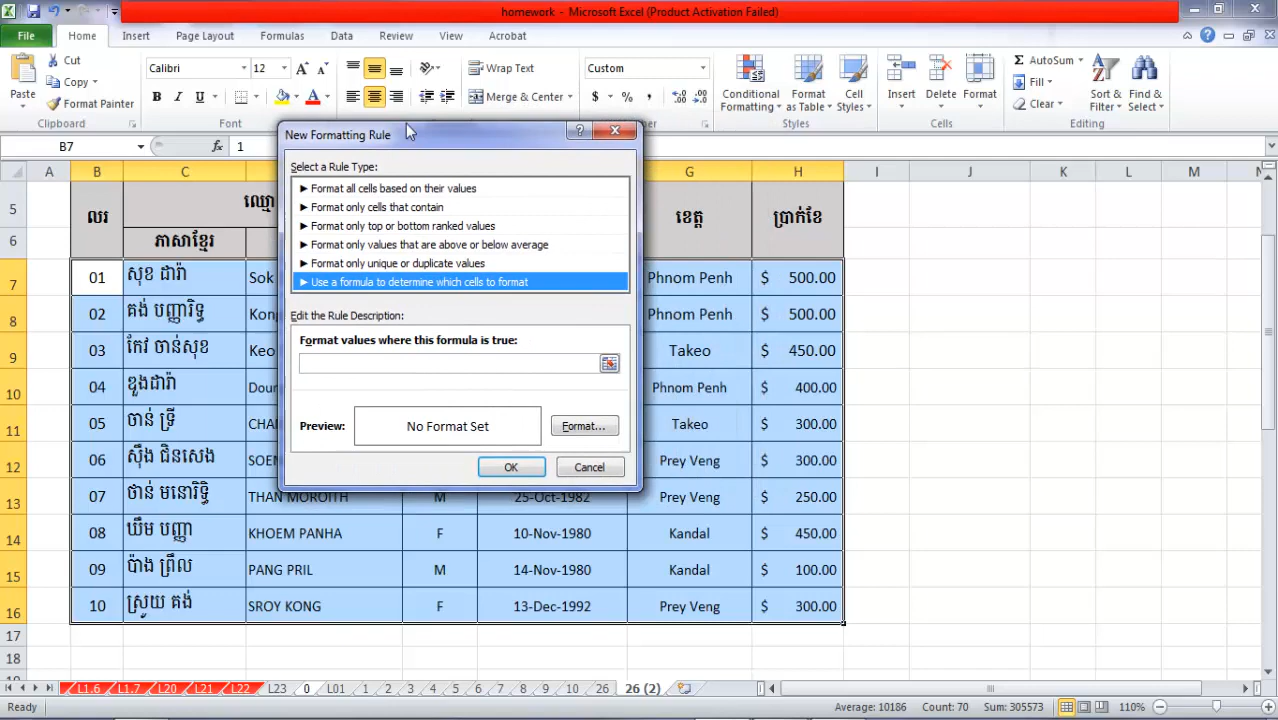 homework - Microsoft Excel (Product Activation Failed)
File Home Insert Page Layout Formulas Data Review View Acrobat
Paste
Cut
Copy
Format Painter
Clipboard
Calibri 12
B I U
Font
Wrap Text
Merge & Center
Custom
$ % ,
Conditional Formatting
Format as Table
Cell Styles
Styles
Insert Delete Format
Cells
AutoSum
Fill
Clear
Sort & Filter
Find & Select
Editing
B7 fx 1
A B C G H I J K L M
5 លរ ខេត្ត ប្រាក់ខែ
6 ភាសាខ្មែរ
7 01 សុខ ដារ៉ា Sok Phnom Penh $ 500.00
8 02 គង់ បញ្ញារិទ្ធ Phnom Penh $ 500.00
9 03 កែវ ចាន់សុខ Keo Takeo $ 450.00
10 04 ឌួងដារ៉ា Phnom Penh $ 400.00
11 05 ចាន់ ទ្រី Takeo $ 300.00
12 06 ស៊ឹង ជិនសេង Prey Veng $ 300.00
13 07 ថាន់ មនោរិទ្ធិ THAN MOROITH M 25-Oct-1982 Prey Veng $ 250.00
14 08 ឃឹម បញ្ញា KHOEM PANHA F 10-Nov-1980 Kandal $ 450.00
15 09 ប៉ាង ព្រឹល PANG PRIL M 14-Nov-1980 Kandal $ 100.00
16 10 ស្រួយ គង់ SROY KONG F 13-Dec-1992 Prey Veng $ 300.00
17
18
New Formatting Rule
Select a Rule Type:
► Format all cells based on their values
► Format only cells that contain
► Format only top or bottom ranked values
► Format only values that are above or below average
► Format only unique or duplicate values
► Use a formula to determine which cells to format
Edit the Rule Description:
Format values where this formula is true:
Preview: No Format Set Format...
OK Cancel
L1.6 L1.7 L20 L21 L22 L23 0 L01 1 2 3 4 5 6 7 8 9 10 26 26 (2)
Ready Average: 10186 Count: 70 Sum: 305573 110%